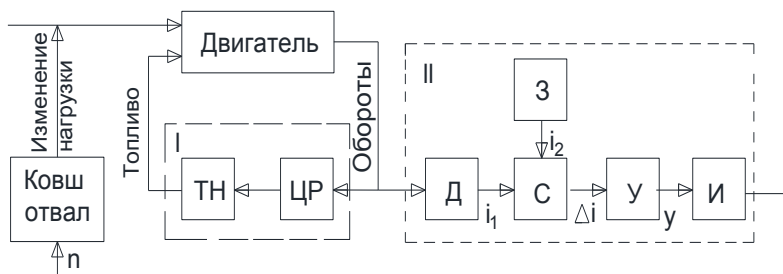 Двигатель
Изменение
нагрузки
Топливо
Обороты
I
II
З
i₂
Ковш
отвал
ТН
ЦР
Д
i₁
С
Δi
У
y
И
n